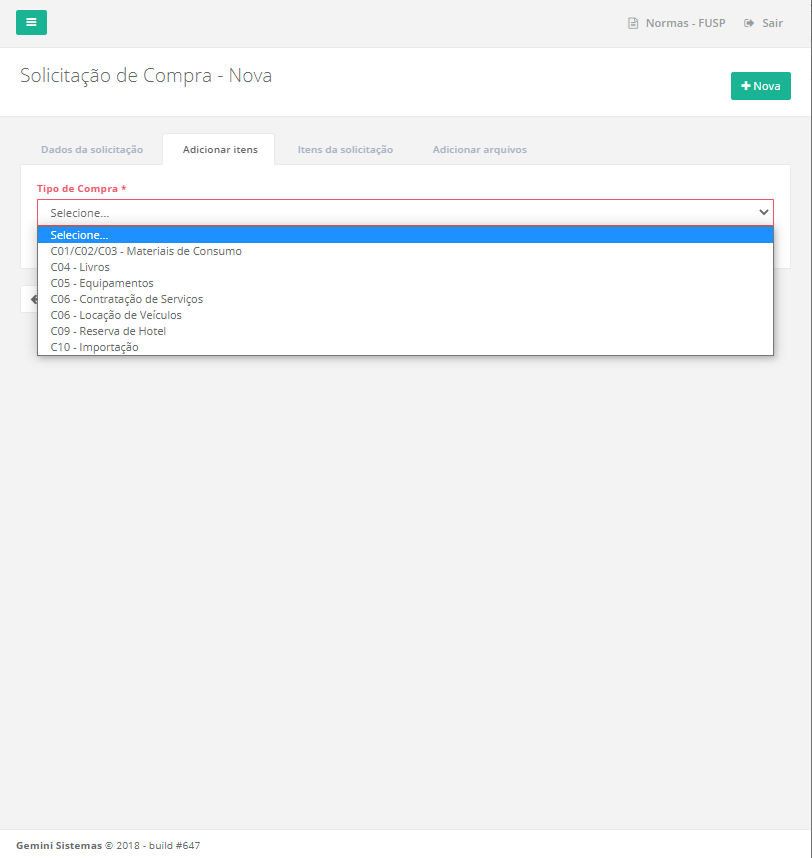 Normas - FUSP Sair
Solicitação de Compra - Nova
Nova
Dados da solicitação Adicionar itens Itens da solicitação Adicionar arquivos
Tipo de Compra *
Selecione...
Selecione...
C01/C02/C03 - Materiais de Consumo
C04 - Livros
C05 - Equipamentos
C06 - Contratação de Serviços
C06 - Locação de Veículos
C09 - Reserva de Hotel
C10 - Importação
Gemini Sistemas © 2018 - build #647